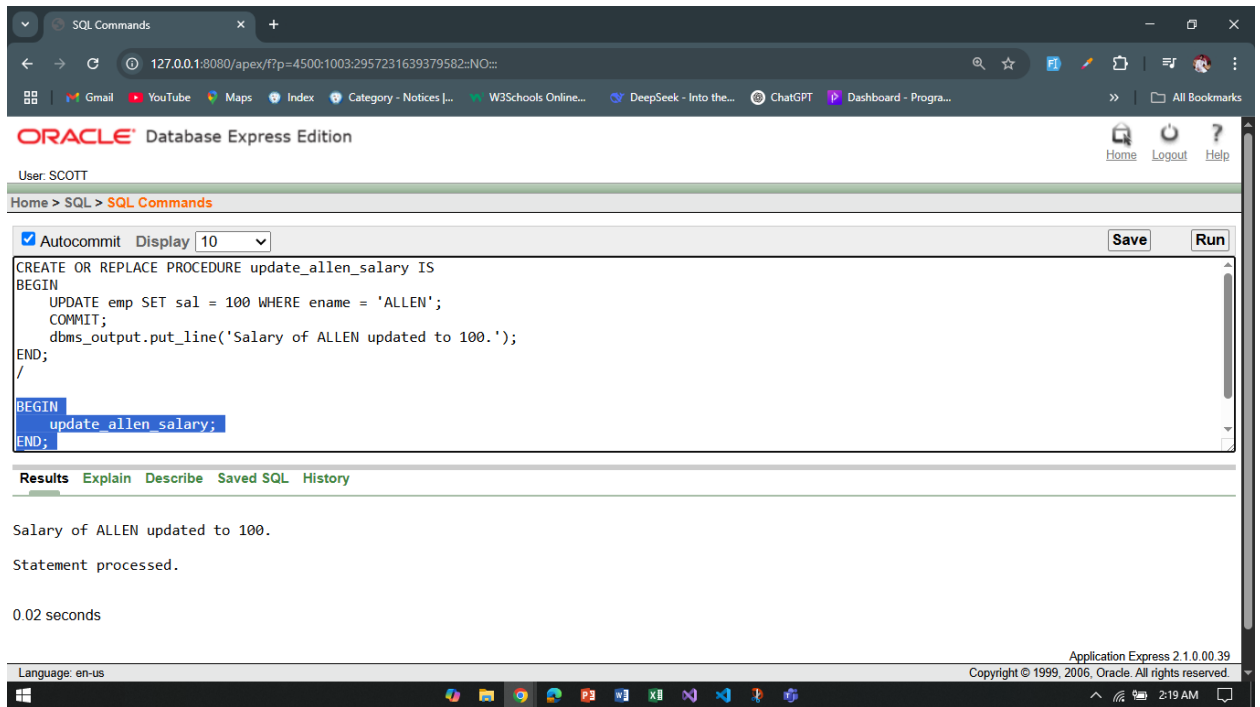 SQL Commands
127.0.0.1:8080/apex/f?p=4500:1003:2957231639379582::NO:::
Gmail YouTube Maps Index Category - Notices |... W3Schools Online... DeepSeek - Into the... ChatGPT Dashboard - Progra... All Bookmarks
ORACLE Database Express Edition
Home Logout Help
User: SCOTT
Home > SQL > SQL Commands
Autocommit Display 10 Save Run
CREATE OR REPLACE PROCEDURE update_allen_salary IS
BEGIN
    UPDATE emp SET sal = 100 WHERE ename = 'ALLEN';
    COMMIT;
    dbms_output.put_line('Salary of ALLEN updated to 100.');
END;
/
BEGIN
    update_allen_salary;
END;
Results Explain Describe Saved SQL History
Salary of ALLEN updated to 100.
Statement processed.
0.02 seconds
Application Express 2.1.0.00.39
Language: en-us Copyright © 1999, 2006, Oracle. All rights reserved.
2:19 AM